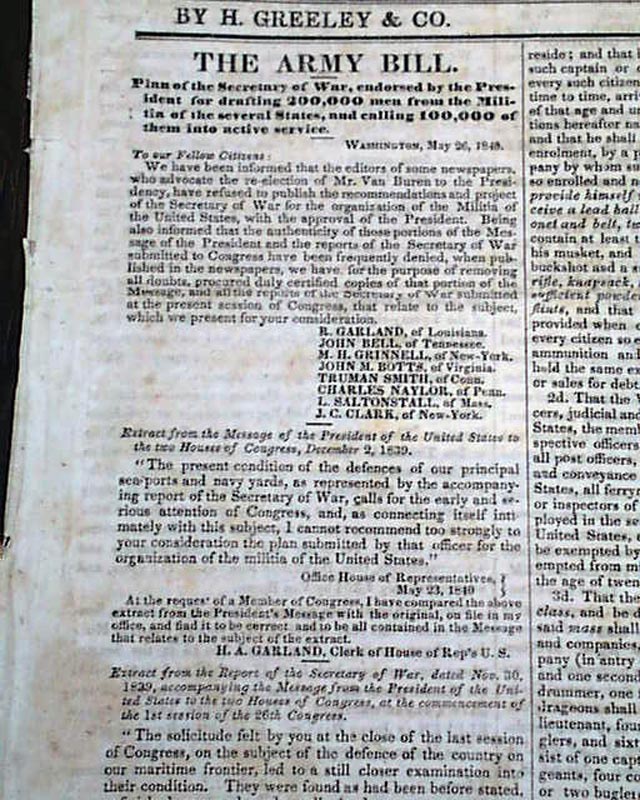 BY H. GREELEY & CO.
THE ARMY BILL.
Plan of the Secretary of War, endorsed by the Pres-
ident for drafting 200,000 men from the Mili-
tia of the several States, and calling 100,000 of
them into active service.
WASHINGTON, May 26, 1840.
To our Fellow Citizens:
We have been informed that the editors of some newspapers,
who advocate the re-election of Mr. Van Buren to the Presi-
dency, have refused to publish the recommendations and project
of the Secretary of War for the organization of the Militia of
the United States, with the approval of the President. Being
also informed that the authenticity of those portions of the Mes-
sage of the President and the reports of the Secretary of War
submitted to Congress have been frequently denied, when pub-
lished in the newspapers, we have, for the purpose of removing
all doubts, procured duly certified copies of that portion of the
Message, and all the reports of the Secretary of War submitted
at the present session of Congress, that relate to the subject,
which we present for your consideration.
R. GARLAND, of Louisiana.
JOHN BELL, of Tennessee.
M. H. GRINNELL, of New-York.
JOHN M. BOTTS, of Virginia.
TRUMAN SMITH, of Conn.
CHARLES NAYLOR, of Penn.
L. SALTONSTALL, of Mass.
J. C. CLARK, of New-York.
Extract from the Message of the President of the United States to
the two Houses of Congress, December 2, 1839.
"The present condition of the defences of our principal
sea-ports and navy yards, as represented by the accompany-
ing report of the Secretary of War, calls for the early and se-
rious attention of Congress, and, as connecting itself inti
mately with this subject, I cannot recommend too strongly to
your consideration the plan submitted by that officer for the
organization of the militia of the United States."
Office House of Representatives, }
May 23, 1840 }
At the request of a Member of Congress, I have compared the above
extract from the President's Message with the original, on file in my
office, and find it to be correct and to be all contained in the Message
that relates to the subject of the extract.
H. A. GARLAND, Clerk of House of Rep's U. S.
Extract from the Report of the Secretary of War, dated Nov. 30,
1839, accompanying the Message from the President of the Uni-
ted States to the two Houses of Congress, at the commencement of
the 1st session of the 26th Congress.
"The solicitude felt by you at the close of the last session
of Congress, on the subject of the defence of the country on
our maritime frontier, led to a still closer examination into
their condition. They were found as had been before stated,
reside; and that
such captain or
every such citizen
time to time, arri
of that age and u
tions hereafter na
and that he shall
enrolment, by a
pany by whom su
so enrolled and
provide himself
ceive a lead ball
onet and belt,
contain at least
his musket, and
buckshot and a
rifle, knapsack,
sufficient powder
flints, and that
provided when
every citizen so e
ammunition and
hold the same ex
or sales for debt
2d. That the
cers, judicial an
States, the mem
spective officers
all post officers,
and conveyance
States, all ferry
or inspectors of
ployed in the se
United States,
be exempted by
empted from mi
the age of twen
3d. That the
class, and be d
said mass shall
and companies,
pany (in entry
and one second
drummer, one
dragoons shall
lieutenant, four
glers, and sixt
sist of one capt
geants, four co
or two bugler